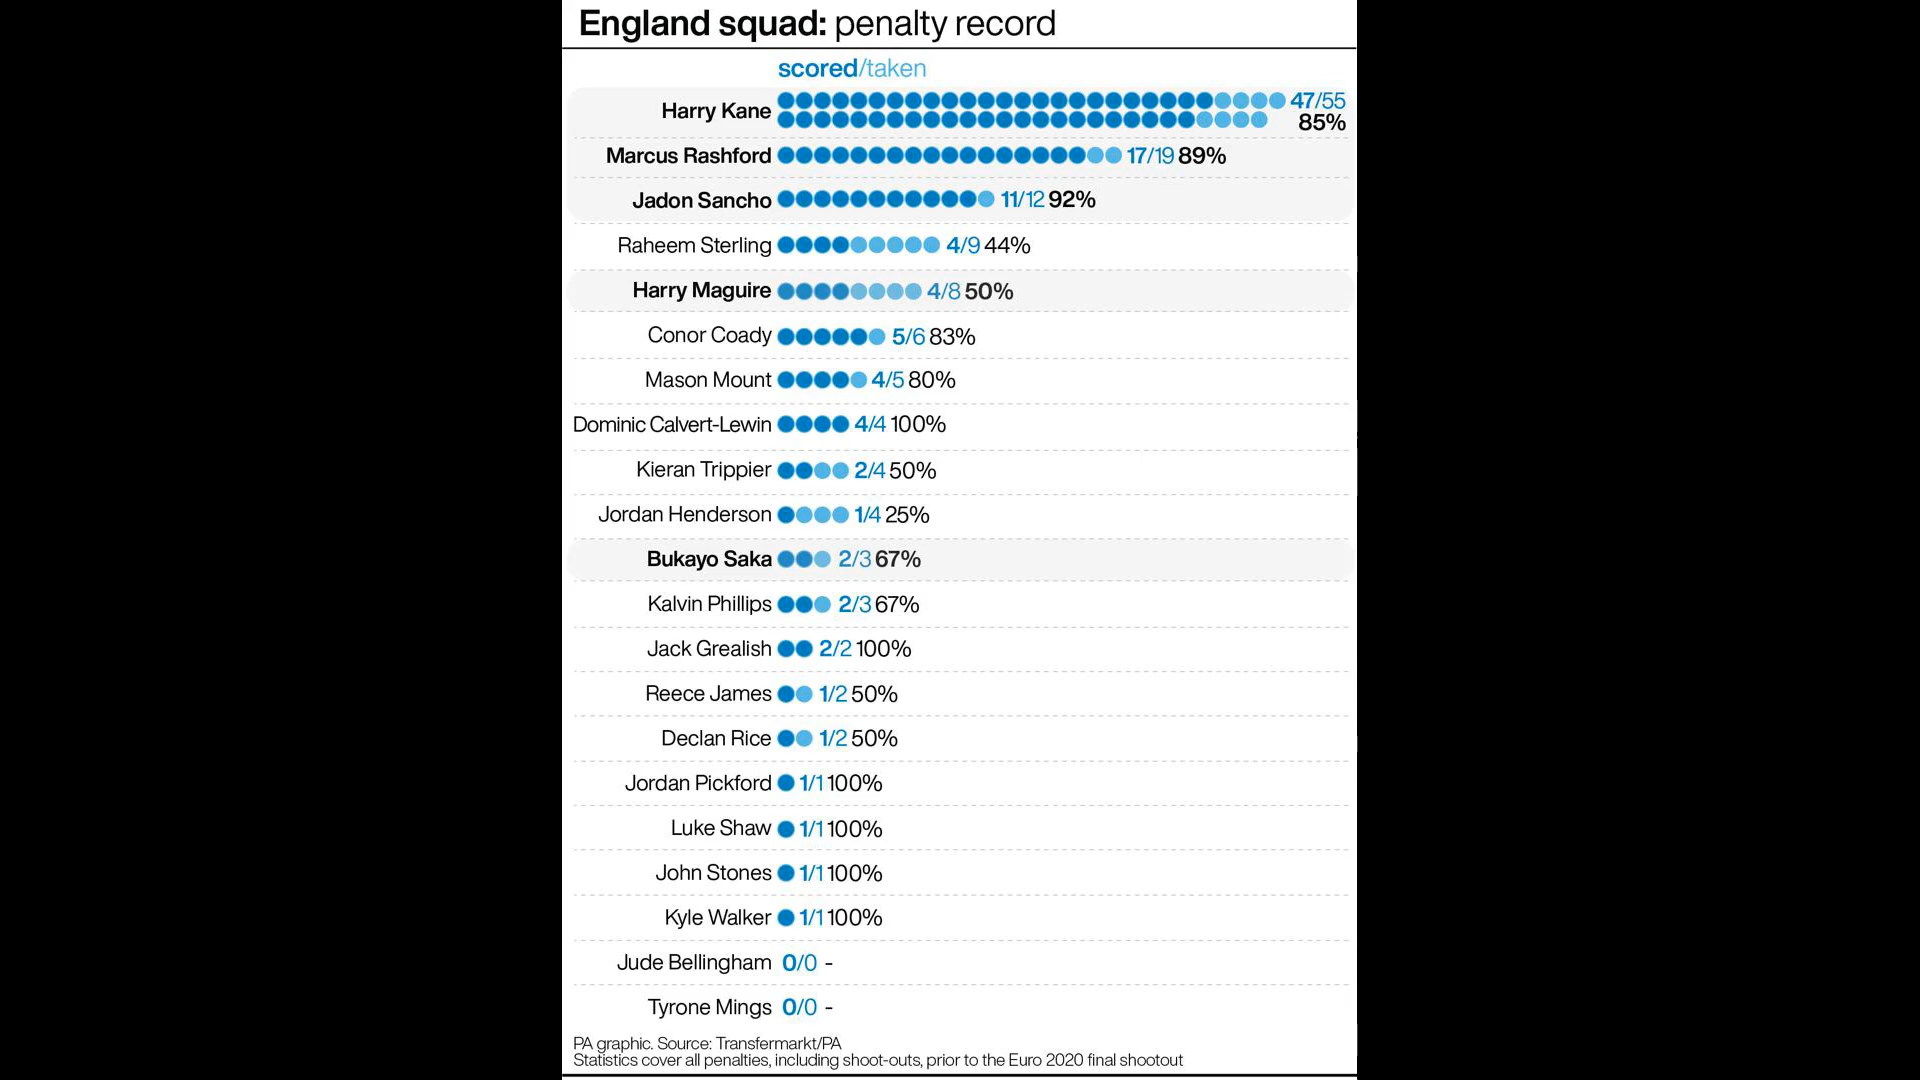 England squad: penalty record
scored/taken
Harry Kane 47/55
85%
Marcus Rashford 17/19 89%
Jadon Sancho 11/12 92%
Raheem Sterling 4/9 44%
Harry Maguire 4/8 50%
Conor Coady 5/6 83%
Mason Mount 4/5 80%
Dominic Calvert-Lewin 4/4 100%
Kieran Trippier 2/4 50%
Jordan Henderson 1/4 25%
Bukayo Saka 2/3 67%
Kalvin Phillips 2/3 67%
Jack Grealish 2/2 100%
Reece James 1/2 50%
Declan Rice 1/2 50%
Jordan Pickford 1/1 100%
Luke Shaw 1/1 100%
John Stones 1/1 100%
Kyle Walker 1/1 100%
Jude Bellingham 0/0 -
Tyrone Mings 0/0 -
PA graphic. Source: Transfermarkt/PA
Statistics cover all penalties, including shoot-outs, prior to the Euro 2020 final shootout